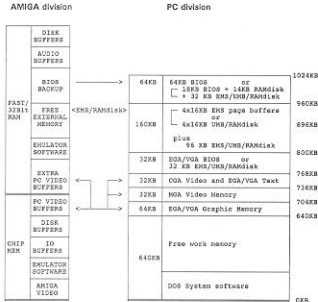 AMIGA division
PC division
DISK
BUFFERS
AUDIO
BUFFERS
BIOS
BACKUP
FAST/
32Bit
RAM
FREE
EXTERNAL
MEMORY
<EMS/RAMdisk>
EMULATOR
SOFTWARE
EXTRA
PC VIDEO
BUFFERS
PC VIDEO
BUFFERS
DISK
BUFFERS
CHIP
MEM
IO
BUFFERS
EMULATOR
SOFTWARE
AMIGA
VIDEO
64KB
64KB BIOS or
18KB BIOS + 14KB RAMdisk
+ 32 KB EMS/UMB/RAMdisk
160KB
4x16KB EMS page buffers
or
4x16KB UMB/RAMdisk
plus
96 KB EMS/UMS/RAMdisk
32KB
EGA/VGA BIOS or
32 KB EMS/UMB/RAMdisk
32KB
CGA Video and EGA/VGA Text
32KB
MGA Video Memory
64KB
EGA/VGA Graphic Memory
640KB
Free work memory
DOS System software
1024KB
960KB
896KB
800KB
768KB
736KB
704KB
640KB
0KB